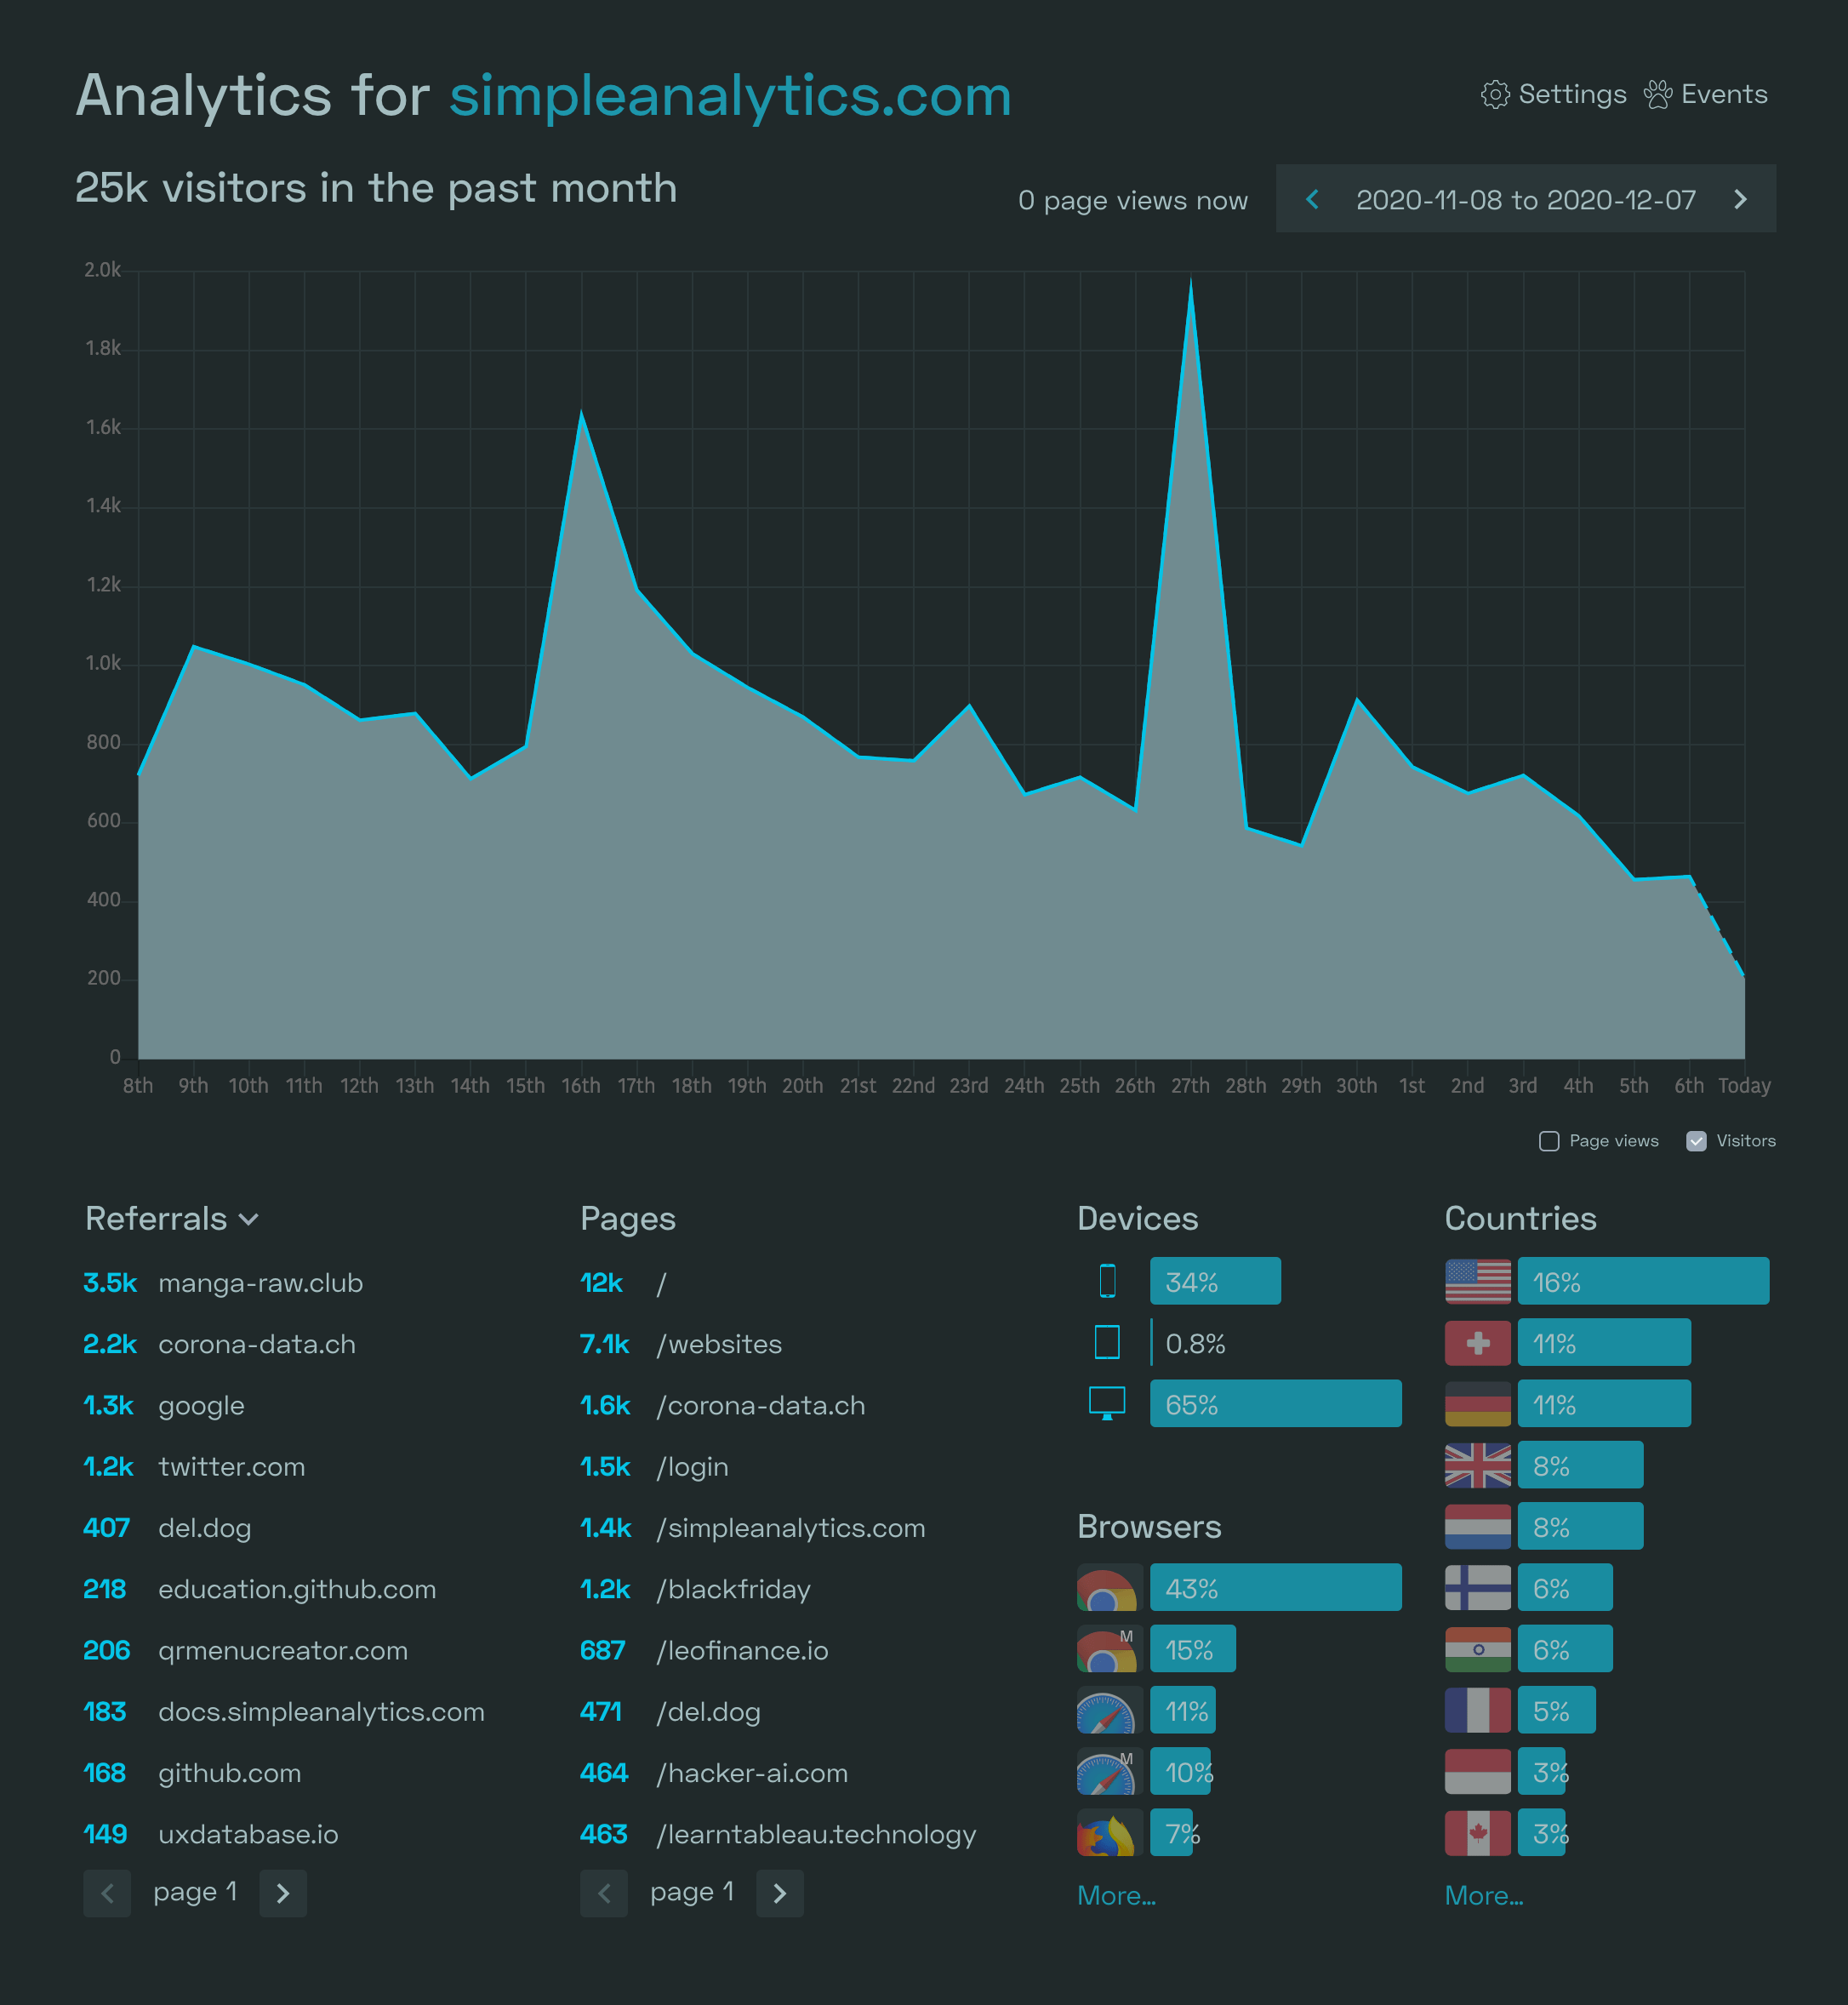 Analytics for simpleanalytics.com
Settings Events
25k visitors in the past month
0 page views now
2020-11-08 to 2020-12-07
2.0k
1.8k
1.6k
1.4k
1.2k
1.0k
800
600
400
200
0
8th 9th 10th 11th 12th 13th 14th 15th 16th 17th 18th 19th 20th 21st 22nd 23rd 24th 25th 26th 27th 28th 29th 30th 1st 2nd 3rd 4th 5th 6th Today
Page views Visitors
Referrals
3.5k manga-raw.club
2.2k corona-data.ch
1.3k google
1.2k twitter.com
407 del.dog
218 education.github.com
206 qrmenucreator.com
183 docs.simpleanalytics.com
168 github.com
149 uxdatabase.io
page 1
Pages
12k /
7.1k /websites
1.6k /corona-data.ch
1.5k /login
1.4k /simpleanalytics.com
1.2k /blackfriday
687 /leofinance.io
471 /del.dog
464 /hacker-ai.com
463 /learntableau.technology
page 1
Devices
34%
0.8%
65%
Browsers
43%
M 15%
11%
M 10%
7%
More...
Countries
16%
11%
11%
8%
8%
6%
6%
5%
3%
3%
More...